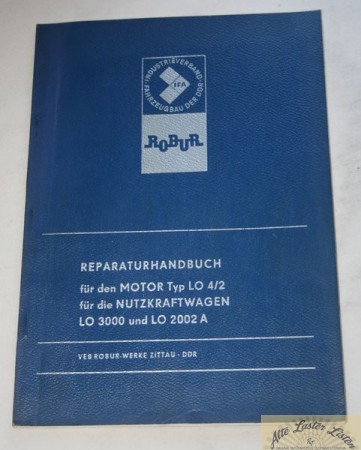 INDUSTRIEVERBAND
FAHRZEUGBAU DER DDR
IFA
ROBUR
REPARATURHANDBUCH
für den MOTOR Typ LO 4/2
für die NUTZKRAFTWAGEN
LO 3000 und LO 2002 A
VEB ROBUR-WERKE ZITTAU - DDR
Alte Laster Listen